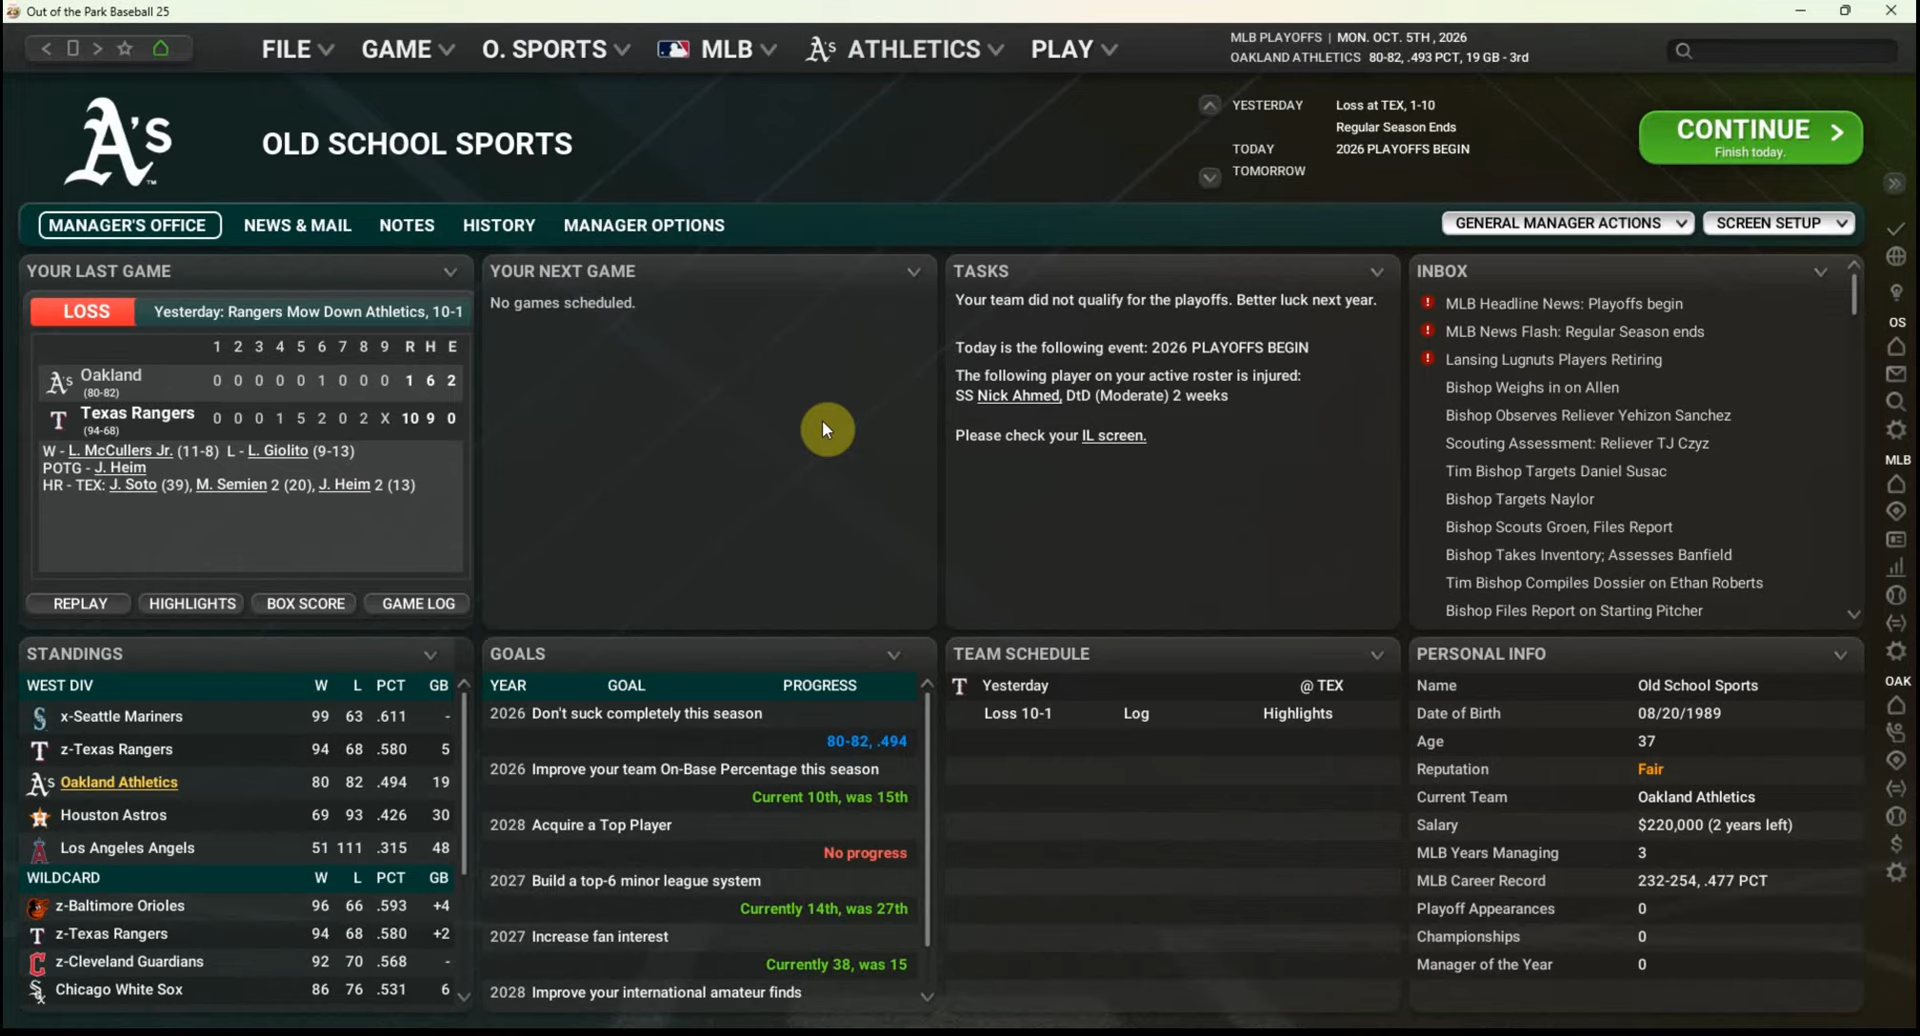 Out of the Park Baseball 25
FILE GAME O. SPORTS MLB A's ATHLETICS PLAY
MLB PLAYOFFS | MON. OCT. 5TH , 2026
OAKLAND ATHLETICS 80-82, .493 PCT, 19 GB - 3rd
A's
OLD SCHOOL SPORTS
YESTERDAY Loss at TEX, 1-10
Regular Season Ends
TODAY 2026 PLAYOFFS BEGIN
TOMORROW
CONTINUE
Finish today.
MANAGER'S OFFICE NEWS & MAIL NOTES HISTORY MANAGER OPTIONS
GENERAL MANAGER ACTIONS SCREEN SETUP
YOUR LAST GAME
LOSS Yesterday: Rangers Mow Down Athletics, 10-1
1 2 3 4 5 6 7 8 9 R H E
A's Oakland 0 0 0 0 0 1 0 0 0 1 6 2
(80-82)
T Texas Rangers 0 0 0 1 5 2 0 2 X 10 9 0
(94-68)
W - L. McCullers Jr. (11-8) L - L. Giolito (9-13)
POTG - J. Heim
HR - TEX: J. Soto (39), M. Semien 2 (20), J. Heim 2 (13)
REPLAY HIGHLIGHTS BOX SCORE GAME LOG
YOUR NEXT GAME
No games scheduled.
TASKS
Your team did not qualify for the playoffs. Better luck next year.
Today is the following event: 2026 PLAYOFFS BEGIN
The following player on your active roster is injured:
SS Nick Ahmed, DtD (Moderate) 2 weeks
Please check your IL screen.
INBOX
MLB Headline News: Playoffs begin
MLB News Flash: Regular Season ends
Lansing Lugnuts Players Retiring
Bishop Weighs in on Allen
Bishop Observes Reliever Yehizon Sanchez
Scouting Assessment: Reliever TJ Czyz
Tim Bishop Targets Daniel Susac
Bishop Targets Naylor
Bishop Scouts Groen, Files Report
Bishop Takes Inventory; Assesses Banfield
Tim Bishop Compiles Dossier on Ethan Roberts
Bishop Files Report on Starting Pitcher
OS
MLB
OAK
STANDINGS
WEST DIV W L PCT GB
S x-Seattle Mariners 99 63 .611 -
T z-Texas Rangers 94 68 .580 5
A's Oakland Athletics 80 82 .494 19
H Houston Astros 69 93 .426 30
A Los Angeles Angels 51 111 .315 48
WILDCARD W L PCT GB
z-Baltimore Orioles 96 66 .593 +4
T z-Texas Rangers 94 68 .580 +2
C z-Cleveland Guardians 92 70 .568 -
Sox Chicago White Sox 86 76 .531 6
GOALS
YEAR GOAL PROGRESS
2026 Don't suck completely this season
80-82, .494
2026 Improve your team On-Base Percentage this season
Current 10th, was 15th
2028 Acquire a Top Player
No progress
2027 Build a top-6 minor league system
Currently 14th, was 27th
2027 Increase fan interest
Currently 38, was 15
2028 Improve your international amateur finds
TEAM SCHEDULE
T Yesterday @ TEX
Loss 10-1 Log Highlights
PERSONAL INFO
Name Old School Sports
Date of Birth 08/20/1989
Age 37
Reputation Fair
Current Team Oakland Athletics
Salary $220,000 (2 years left)
MLB Years Managing 3
MLB Career Record 232-254, .477 PCT
Playoff Appearances 0
Championships 0
Manager of the Year 0